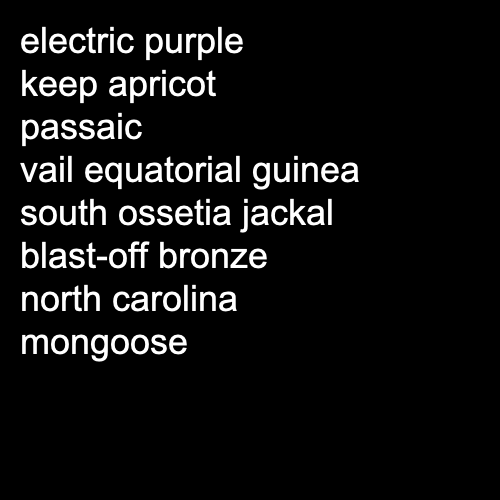 electric purple
keep apricot
passaic
vail equatorial guinea
south ossetia jackal
blast-off bronze
north carolina
mongoose